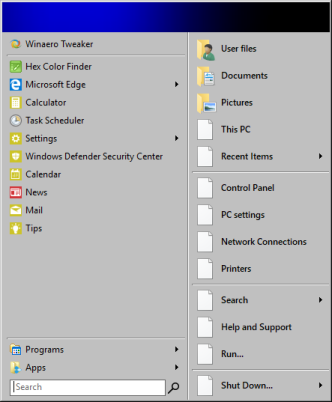 Winaero Tweaker
Hex Color Finder
Microsoft Edge
Calculator
Task Scheduler
Settings
Windows Defender Security Center
Calendar
News
Mail
Tips
Programs
Apps
Search
User files
Documents
Pictures
This PC
Recent Items
Control Panel
PC settings
Network Connections
Printers
Search
Help and Support
Run...
Shut Down...